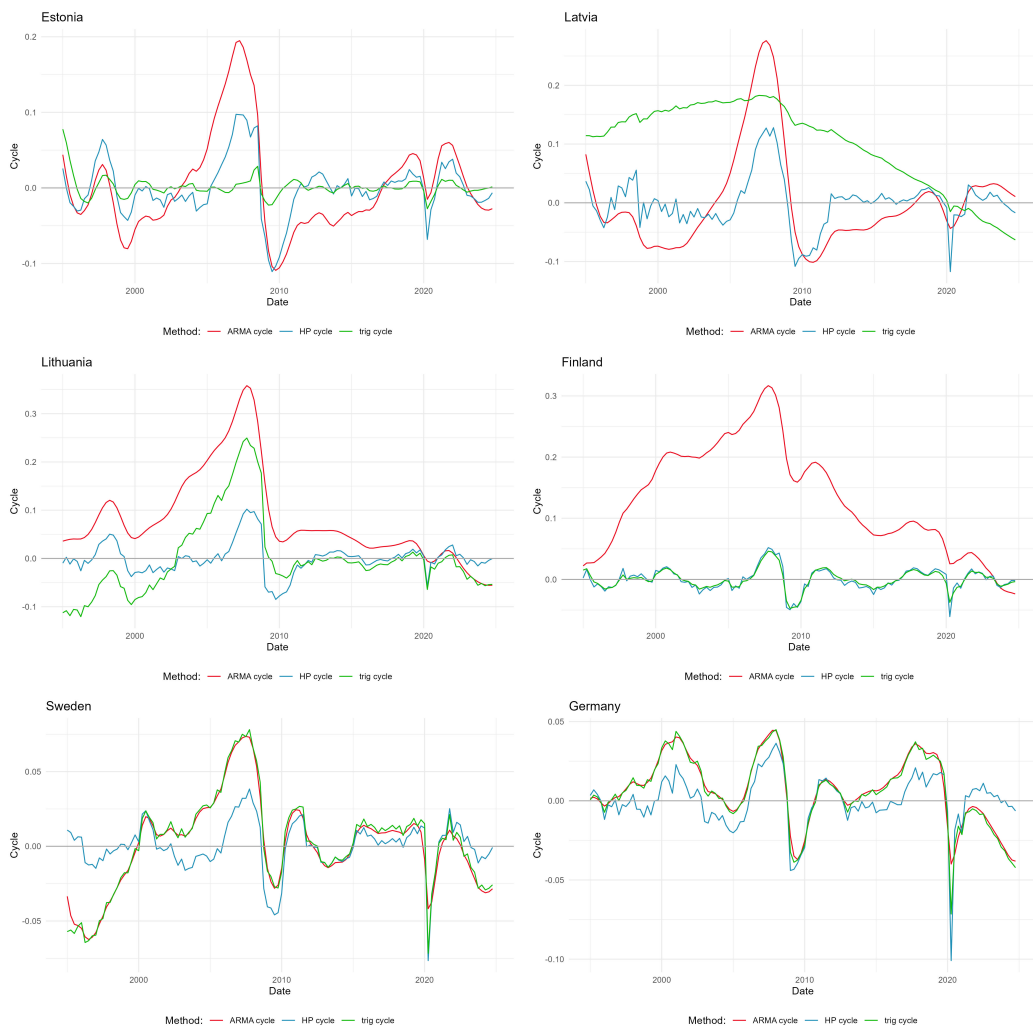 Estonia
0.2
0.1
0.0
-0.1
Cycle
2000 2010 2020
Date
Method: ARMA cycle HP cycle trig cycle
Latvia
0.2
0.1
0.0
-0.1
Cycle
2000 2010 2020
Date
Method: ARMA cycle HP cycle trig cycle
Lithuania
0.3
0.2
0.1
0.0
-0.1
Cycle
2000 2010 2020
Date
Method: ARMA cycle HP cycle trig cycle
Finland
0.3
0.2
0.1
0.0
Cycle
2000 2010 2020
Date
Method: ARMA cycle HP cycle trig cycle
Sweden
0.05
0.00
-0.05
Cycle
2000 2010 2020
Date
Method: ARMA cycle HP cycle trig cycle
Germany
0.05
0.00
-0.05
-0.10
Cycle
2000 2010 2020
Date
Method: ARMA cycle HP cycle trig cycle